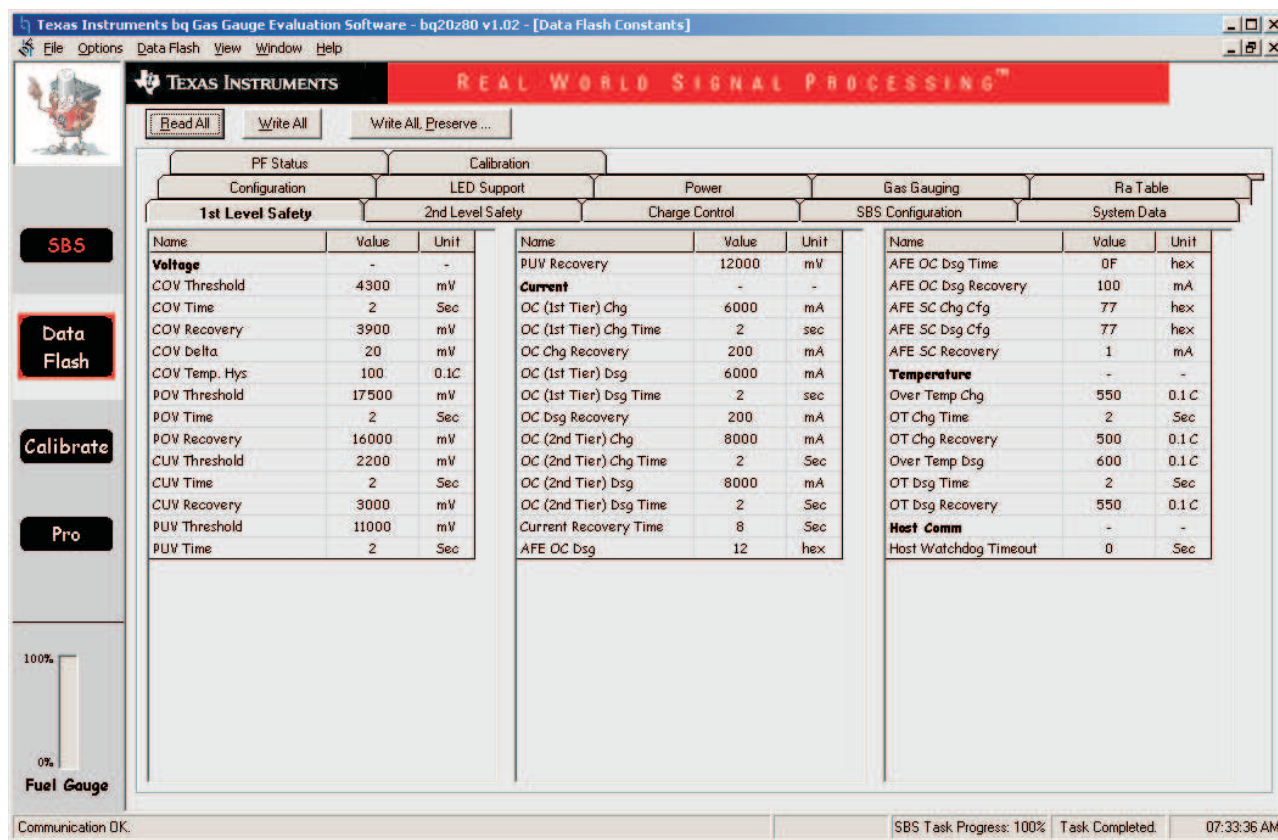 Texas Instruments bq Gas Gauge Evaluation Software - bq20z80 v1.02 - [Data Flash Constants]
File Options Data Flash View Window Help
TEXAS INSTRUMENTS REAL WORLD SIGNAL PROCESSING™
Read All Write All Write All, Preserve ...
PF Status Calibration
Configuration LED Support Power Gas Gauging Ra Table
1st Level Safety 2nd Level Safety Charge Control SBS Configuration System Data
SBS
Data
Flash
Calibrate
Pro
100%
0%
Fuel Gauge
Name Value Unit
Voltage - -
COV Threshold 4300 mV
COV Time 2 Sec
COV Recovery 3900 mV
COV Delta 20 mV
COV Temp. Hys 100 0.1C
POV Threshold 17500 mV
POV Time 2 Sec
POV Recovery 16000 mV
CUV Threshold 2200 mV
CUV Time 2 Sec
CUV Recovery 3000 mV
PUV Threshold 11000 mV
PUV Time 2 Sec
Name Value Unit
PUV Recovery 12000 mV
Current - -
OC (1st Tier) Chg 6000 mA
OC (1st Tier) Chg Time 2 sec
OC Chg Recovery 200 mA
OC (1st Tier) Dsg 6000 mA
OC (1st Tier) Dsg Time 2 sec
OC Dsg Recovery 200 mA
OC (2nd Tier) Chg 8000 mA
OC (2nd Tier) Chg Time 2 Sec
OC (2nd Tier) Dsg 8000 mA
OC (2nd Tier) Dsg Time 2 Sec
Current Recovery Time 8 Sec
AFE OC Dsg 12 hex
Name Value Unit
AFE OC Dsg Time 0F hex
AFE OC Dsg Recovery 100 mA
AFE SC Chg Cfg 77 hex
AFE SC Dsg Cfg 77 hex
AFE SC Recovery 1 mA
Temperature - -
Over Temp Chg 550 0.1 C
OT Chg Time 2 Sec
OT Chg Recovery 500 0.1 C
Over Temp Dsg 600 0.1 C
OT Dsg Time 2 Sec
OT Dsg Recovery 550 0.1 C
Host Comm - -
Host Watchdog Timeout 0 Sec
Communication OK. SBS Task Progress: 100% Task Completed. 07:33:36 AM